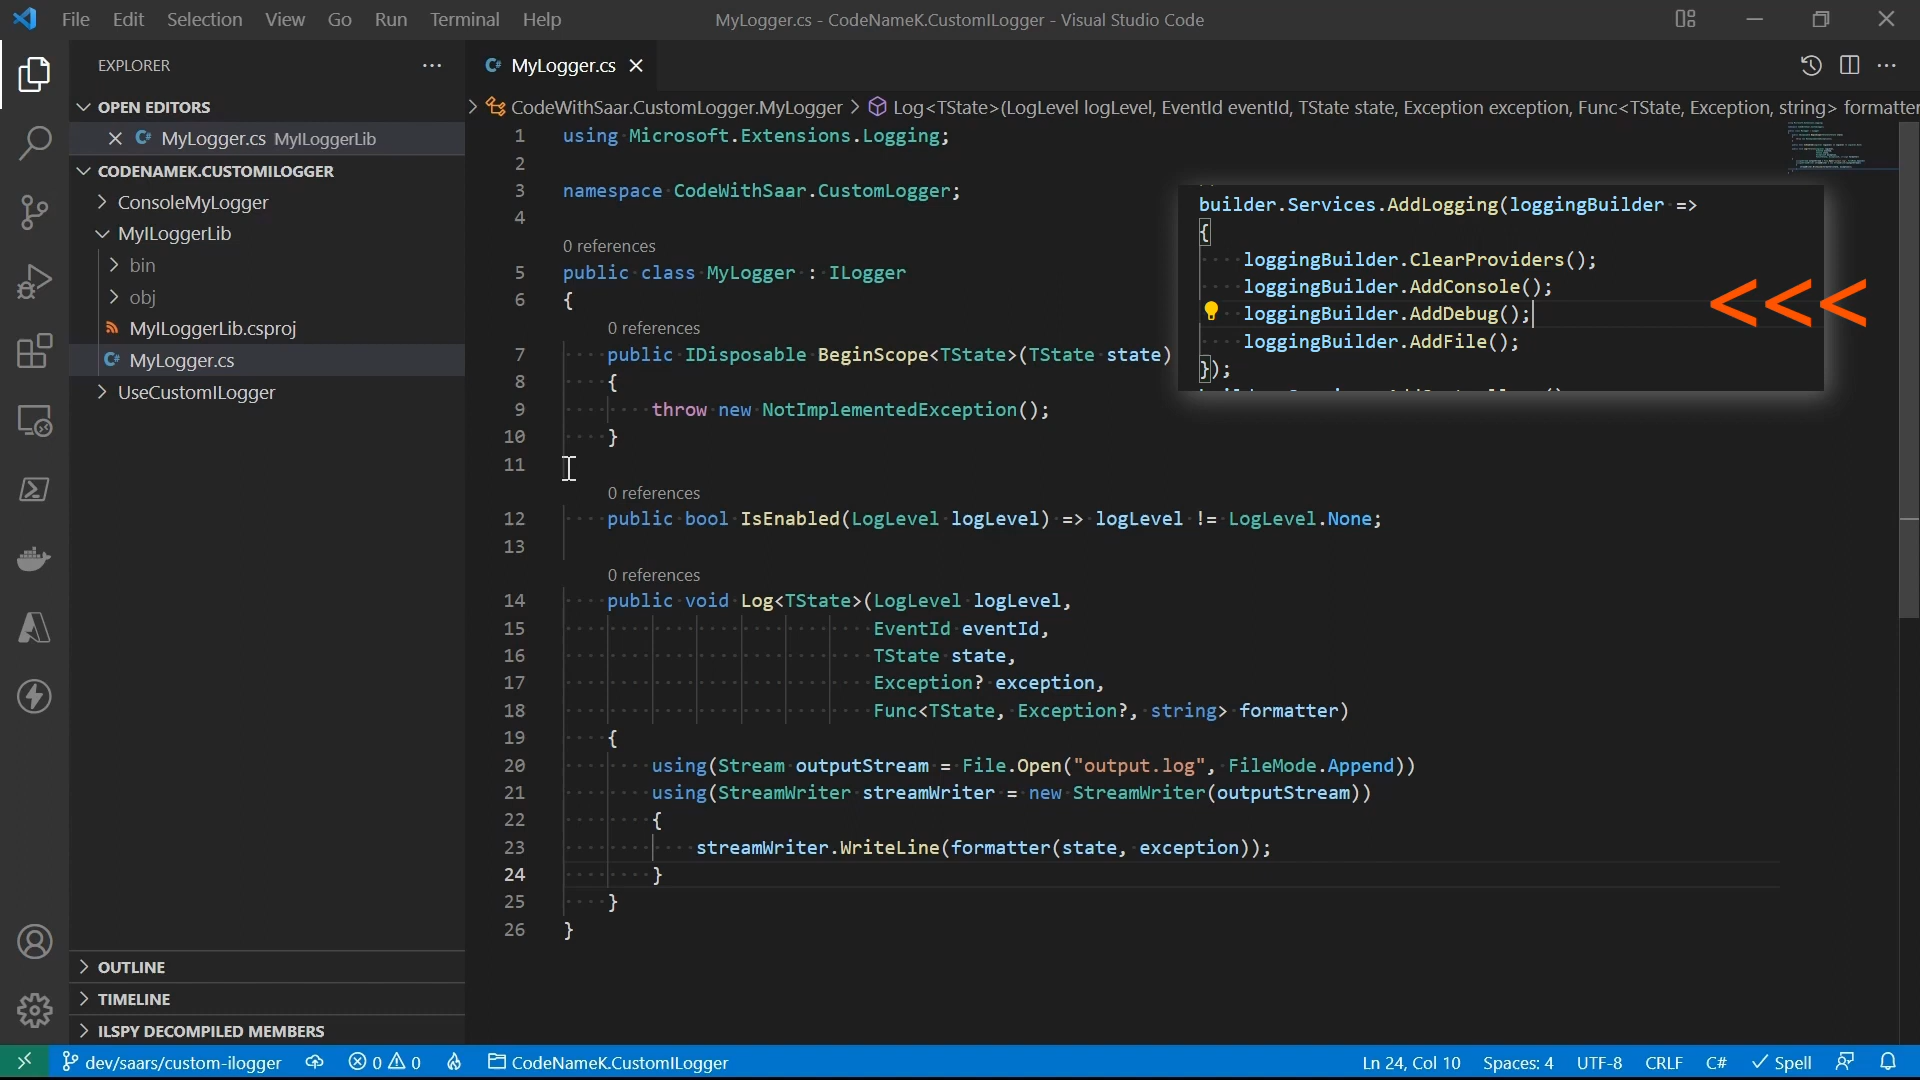 File Edit Selection View Go Run Terminal Help
MyLogger.cs - CodeNameK.CustomILogger - Visual Studio Code
EXPLORER
OPEN EDITORS
MyLogger.cs MyILoggerLib
CODENAMEK.CUSTOMILOGGER
ConsoleMyLogger
MyILoggerLib
bin
obj
MyILoggerLib.csproj
MyLogger.cs
UseCustomILogger
OUTLINE
TIMELINE
ILSPY DECOMPILED MEMBERS
MyLogger.cs
CodeWithSaar.CustomLogger.MyLogger > Log<TState>(LogLevel logLevel, EventId eventId, TState state, Exception exception, Func<TState, Exception, string> formatter
1 using Microsoft.Extensions.Logging;
2
3 namespace CodeWithSaar.CustomLogger;
4
0 references
5 public class MyLogger : ILogger
6 {
0 references
7 public IDisposable BeginScope<TState>(TState state)
8 {
9 throw new NotImplementedException();
10 }
11
0 references
12 public bool IsEnabled(LogLevel logLevel) => logLevel != LogLevel.None;
13
0 references
14 public void Log<TState>(LogLevel logLevel,
15 EventId eventId,
16 TState state,
17 Exception? exception,
18 Func<TState, Exception?, string> formatter)
19 {
20 using(Stream outputStream = File.Open("output.log", FileMode.Append))
21 using(StreamWriter streamWriter = new StreamWriter(outputStream))
22 {
23 streamWriter.WriteLine(formatter(state, exception));
24 }
25 }
26 }
builder.Services.AddLogging(loggingBuilder =>
{
loggingBuilder.ClearProviders();
loggingBuilder.AddConsole();
loggingBuilder.AddDebug();
loggingBuilder.AddFile();
});
<<<
dev/saars/custom-ilogger 0 0 CodeNameK.CustomILogger
Ln 24, Col 10 Spaces: 4 UTF-8 CRLF C# Spell